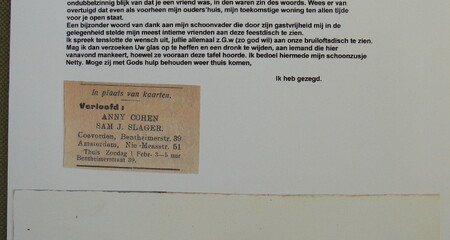 ondubbelzinnig blijk van dat je een vriend was, in den waren zin des woords. Wees er van
overtuigd dat even als voorheen mijn ouders'huis, mijn toekomstige woning ten allen tijde
voor je open staat.
Een bijzonder woord van dank aan mijn schoonvader die door zijn gastvrijheid mij in de
gelegenheid stelde mijn meest intieme vrienden aan deze feestdisch te zien.
Ik spreek tenslotte de wensch uit, jullie allemaal z.G.w (zo god wil) aan onze bruiloftsdisch te zien.
Mag ik dan verzoeken Uw glas op te heffen en een dronk te wijden, aan iemand die hier
vanavond mankeert, hoewel ze vooraan deze tafel hoorde. Ik bedoel hiermede mijn schoonzusje
Netty. Moge zij met Gods hulp behouden weer thuis komen,
Ik heb gezegd.
In plaats van kaarten.
Verloofd :
ANNY COHEN
SAM J. SLAGER.
Coevorden, Bentheimerstr. 39
Amsterdam, Nic-Maasstr. 51
Thuis Zondag 1 Febr. 3—5 uur
Bentheimerstraat 39.